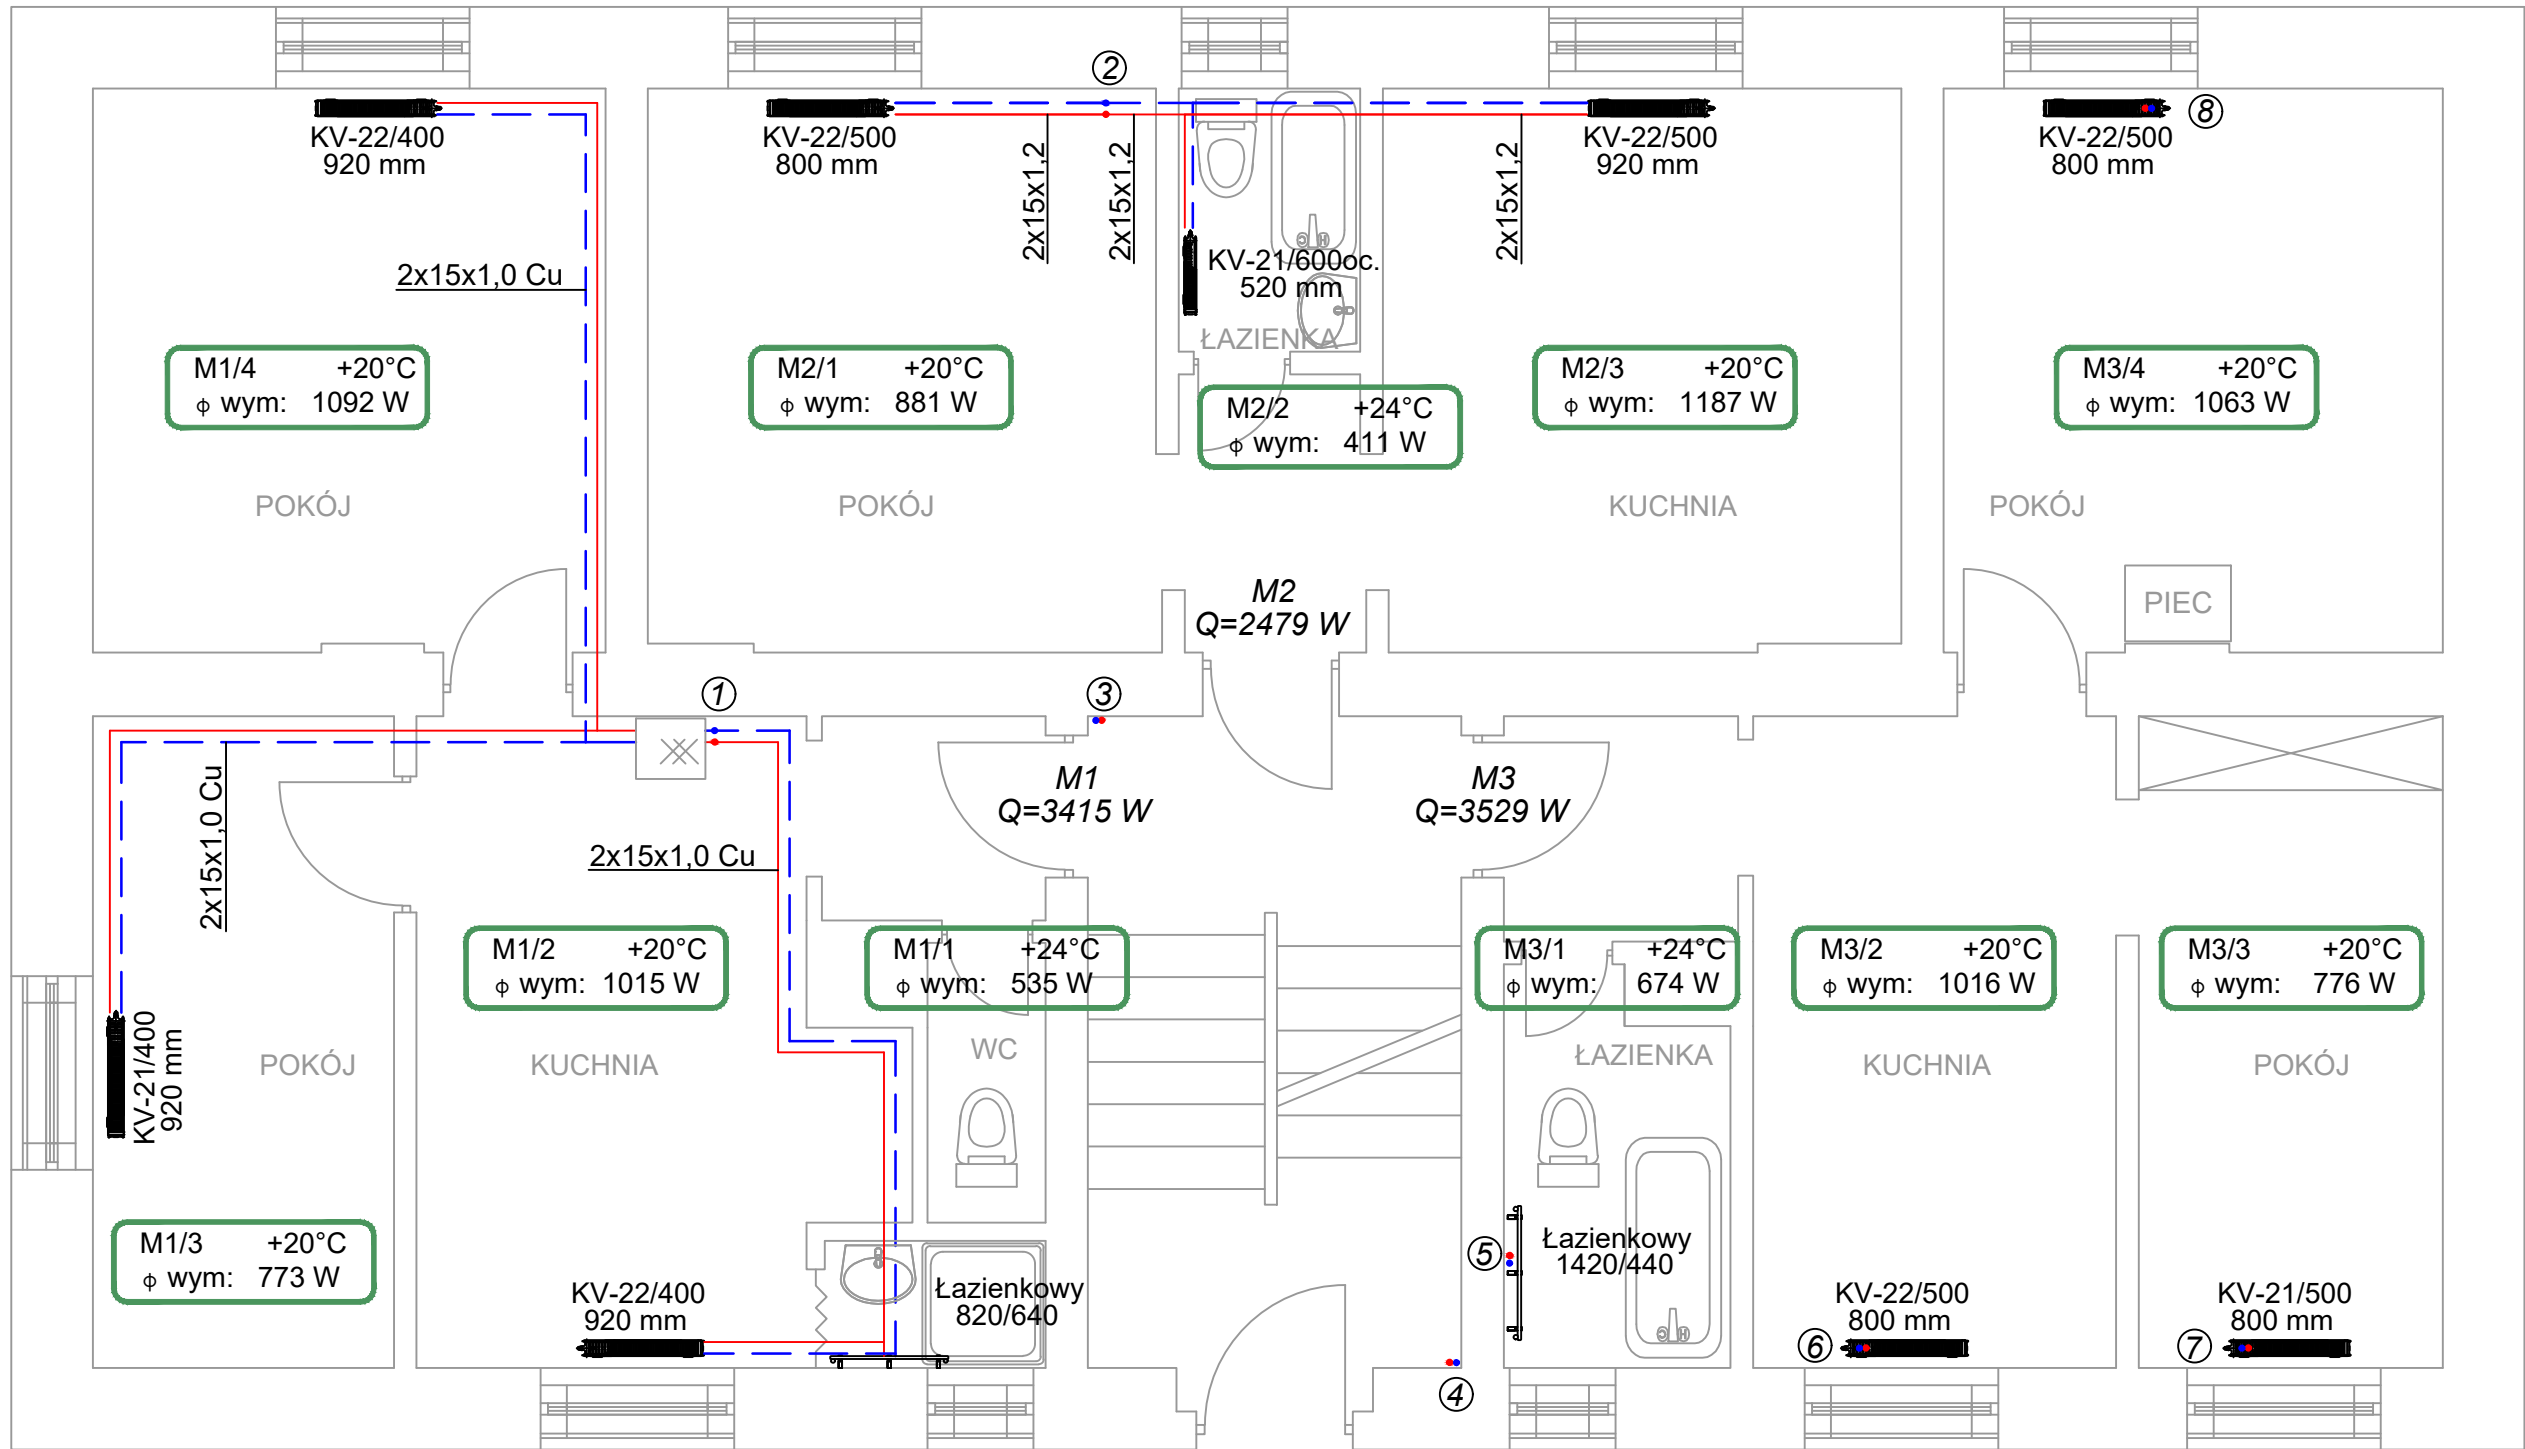 2
8
KV-22/400
920 mm
KV-22/500
800 mm
KV-22/500
920 mm
KV-22/500
800 mm
2x15x1,2
2x15x1,2
2x15x1,2
2x15x1,0 Cu
KV-21/600oc.
520 mm
ŁAZIENKA
M1/4 +20°C
ϕ wym: 1092 W
M2/1 +20°C
ϕ wym: 881 W
M2/2 +24°C
ϕ wym: 411 W
M2/3 +20°C
ϕ wym: 1187 W
M3/4 +20°C
ϕ wym: 1063 W
POKÓJ
POKÓJ
KUCHNIA
POKÓJ
PIEC
M2
Q=2479 W
1
3
M1
Q=3415 W
M3
Q=3529 W
2x15x1,0 Cu
2x15x1,0 Cu
M1/2 +20°C
ϕ wym: 1015 W
M1/1 +24°C
ϕ wym: 535 W
M3/1 +24°C
ϕ wym: 674 W
M3/2 +20°C
ϕ wym: 1016 W
M3/3 +20°C
ϕ wym: 776 W
KV-21/400
920 mm
POKÓJ
KUCHNIA
WC
ŁAZIENKA
KUCHNIA
POKÓJ
M1/3 +20°C
ϕ wym: 773 W
KV-22/400
920 mm
Łazienkowy
820/640
5
Łazienkowy
1420/440
KV-22/500
800 mm
KV-21/500
800 mm
6
7
4